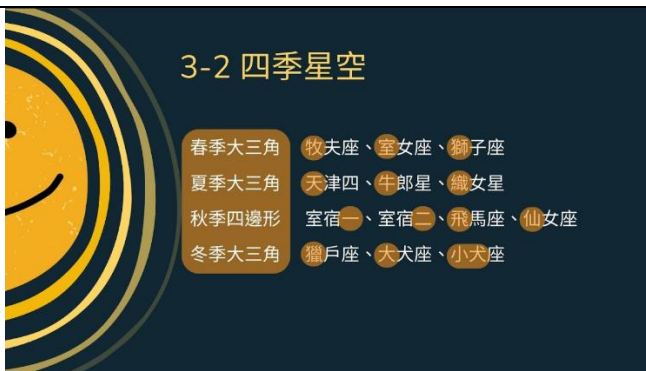 3-2 四季星空
春季大三角 牧夫座、室女座、獅子座
夏季大三角 天津四、牛郎星、織女星
秋季四邊形 室宿一、室宿二、飛馬座、仙女座
冬季大三角 獵戶座、大犬座、小犬座